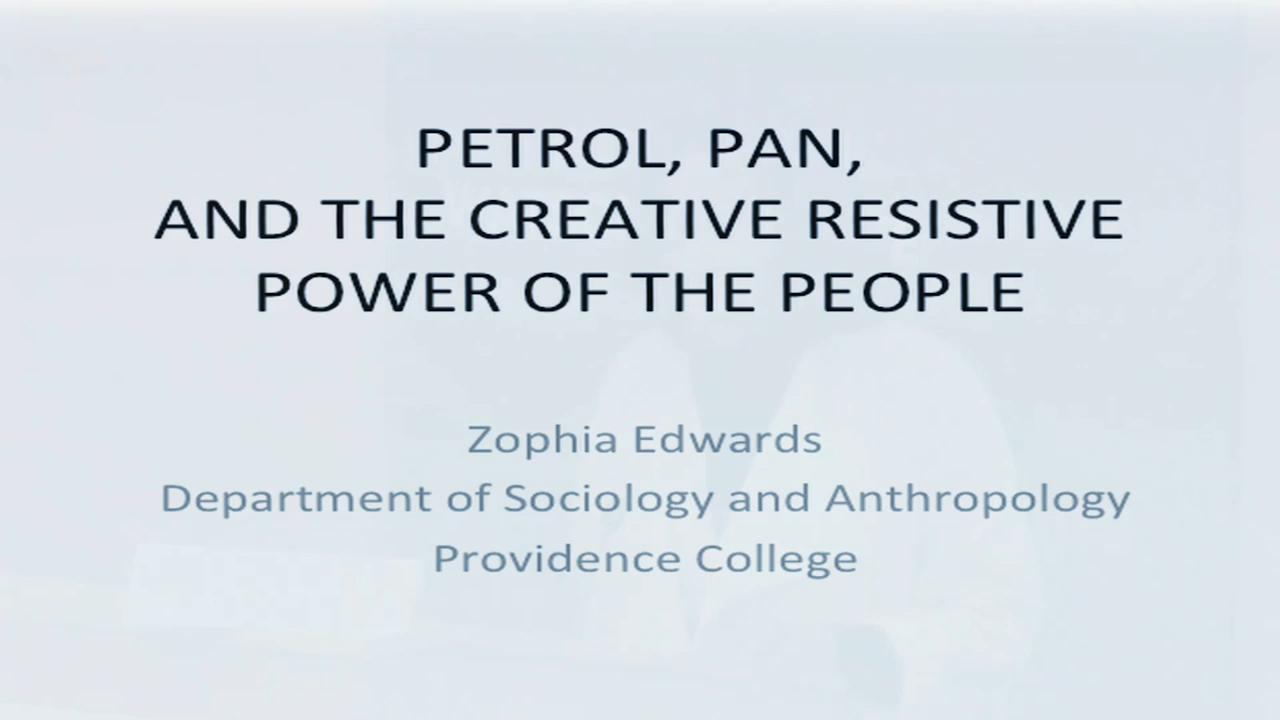 PETROL, PAN,
AND THE CREATIVE RESISTIVE
POWER OF THE PEOPLE
Zophia Edwards
Department of Sociology and Anthropology
Providence College